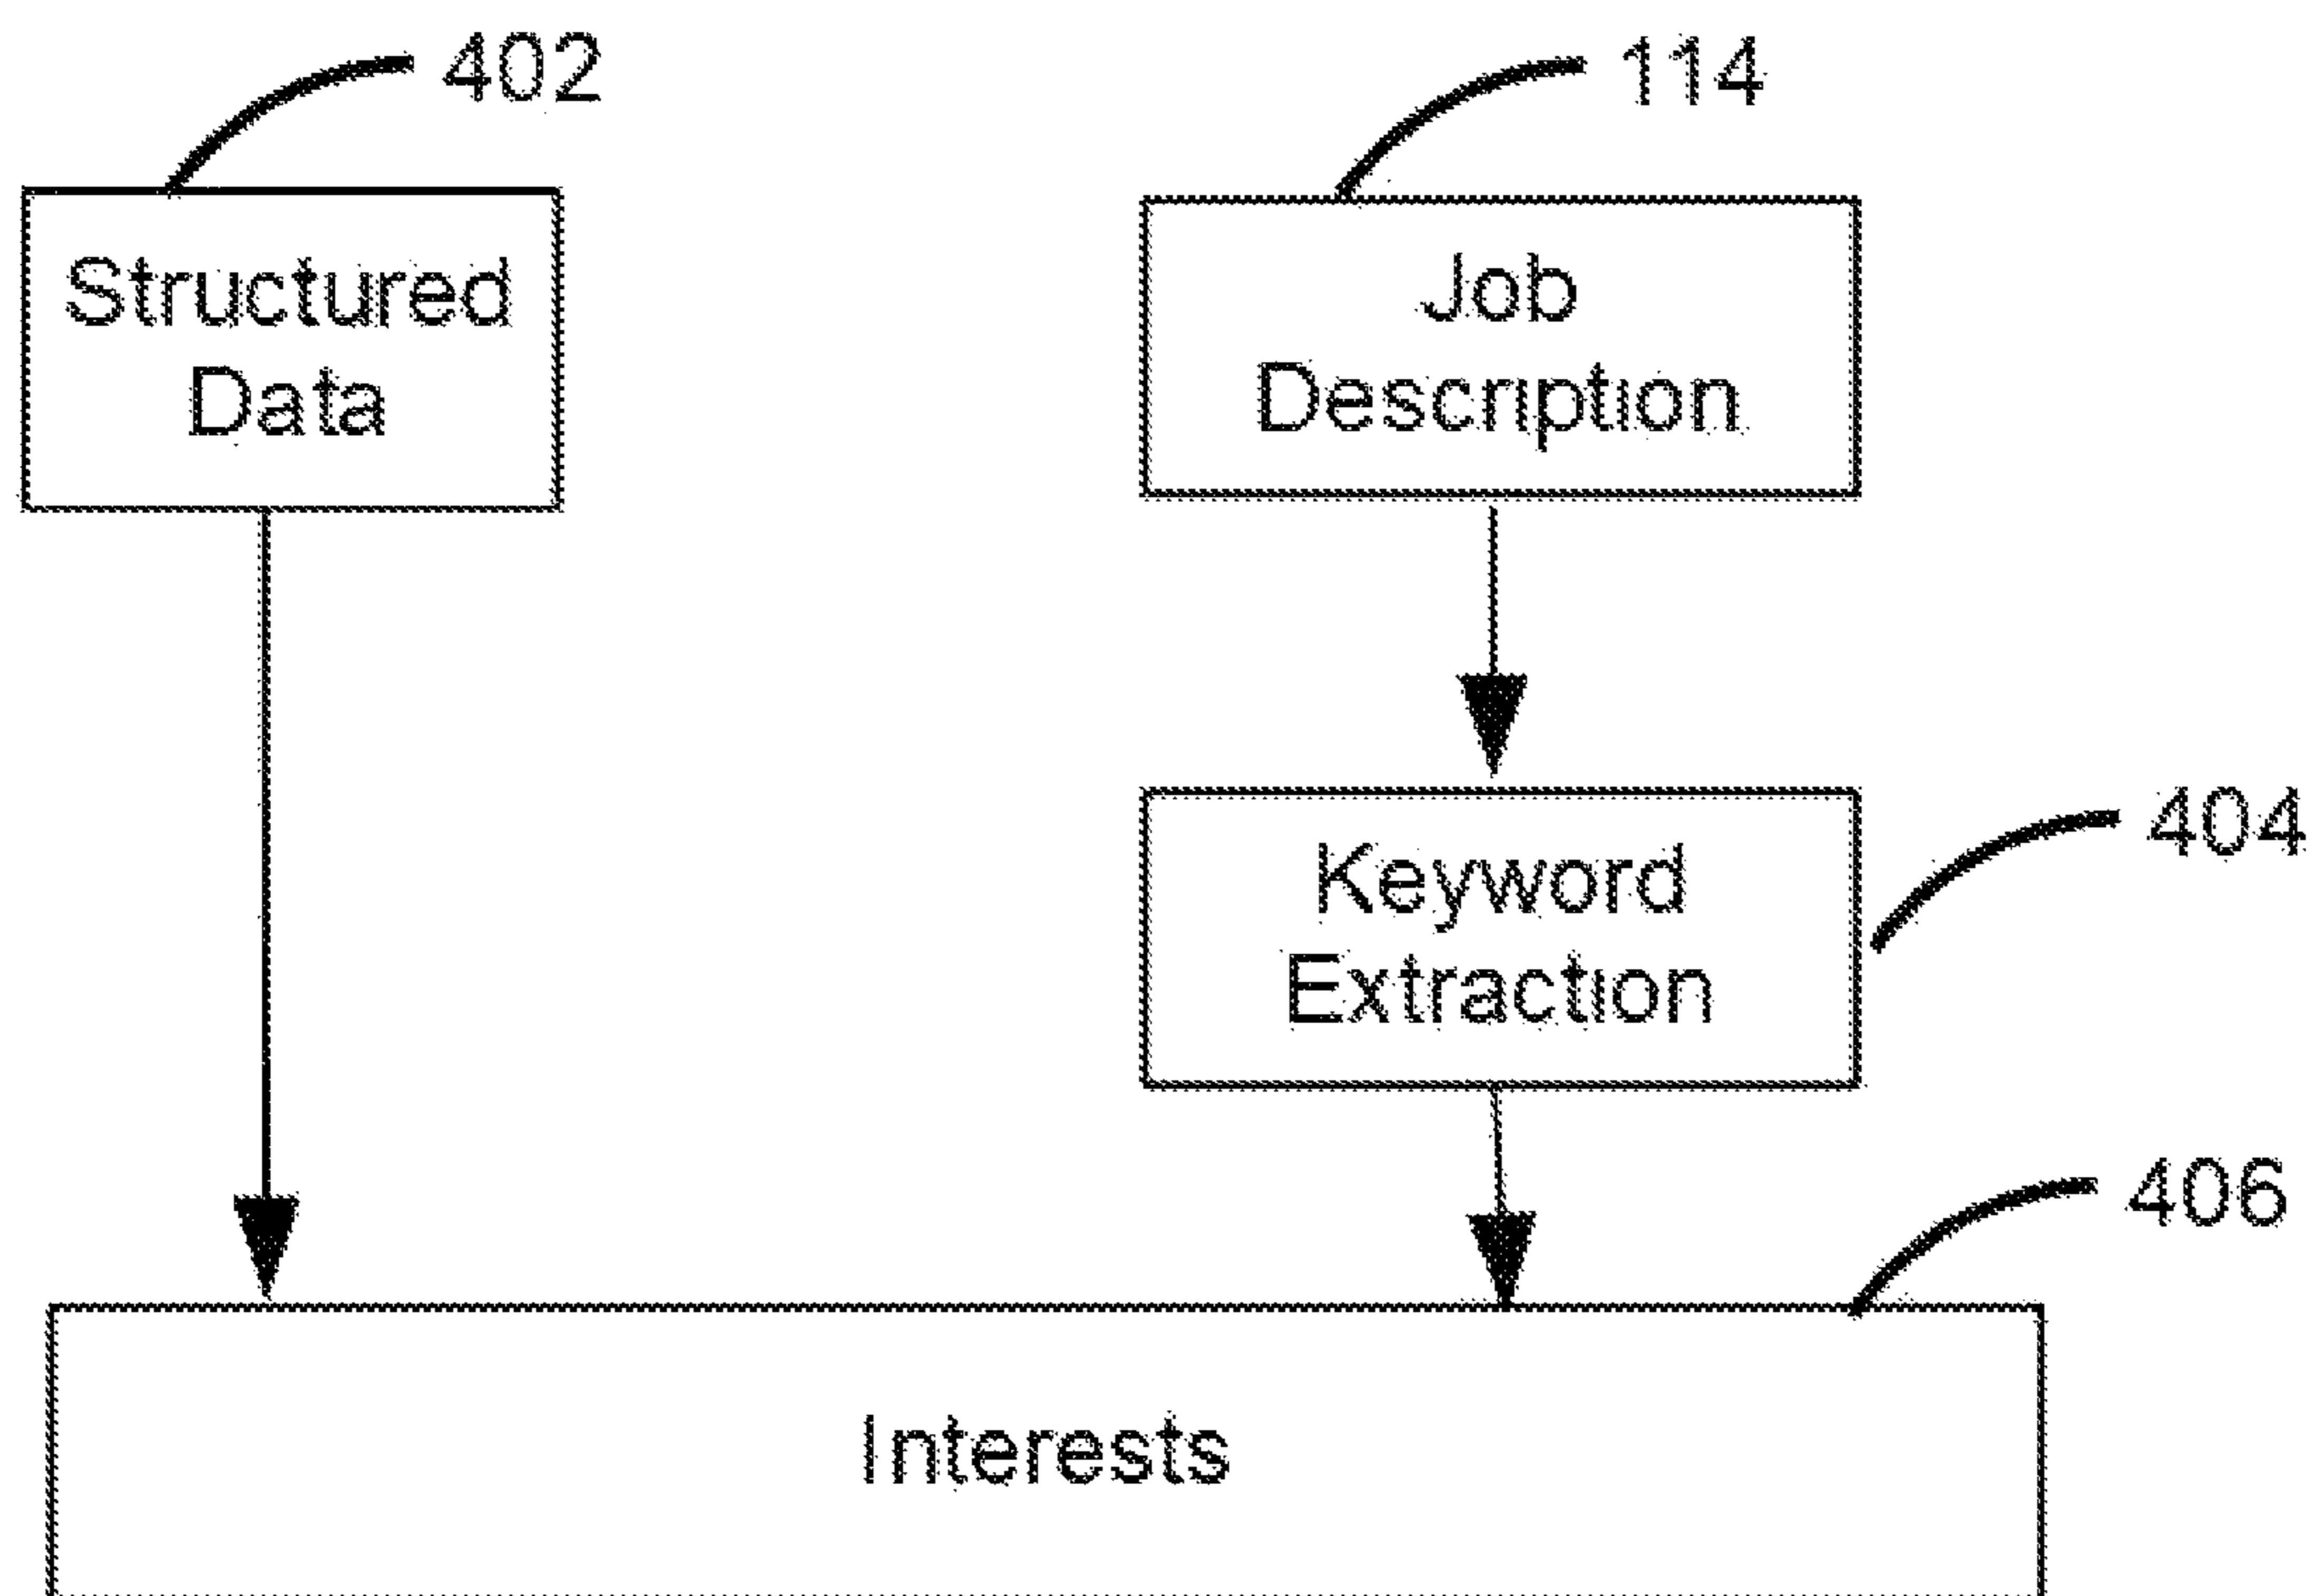 402
114
Structured
Data
Job
Description
Keyword
Extraction
404
406
Interests